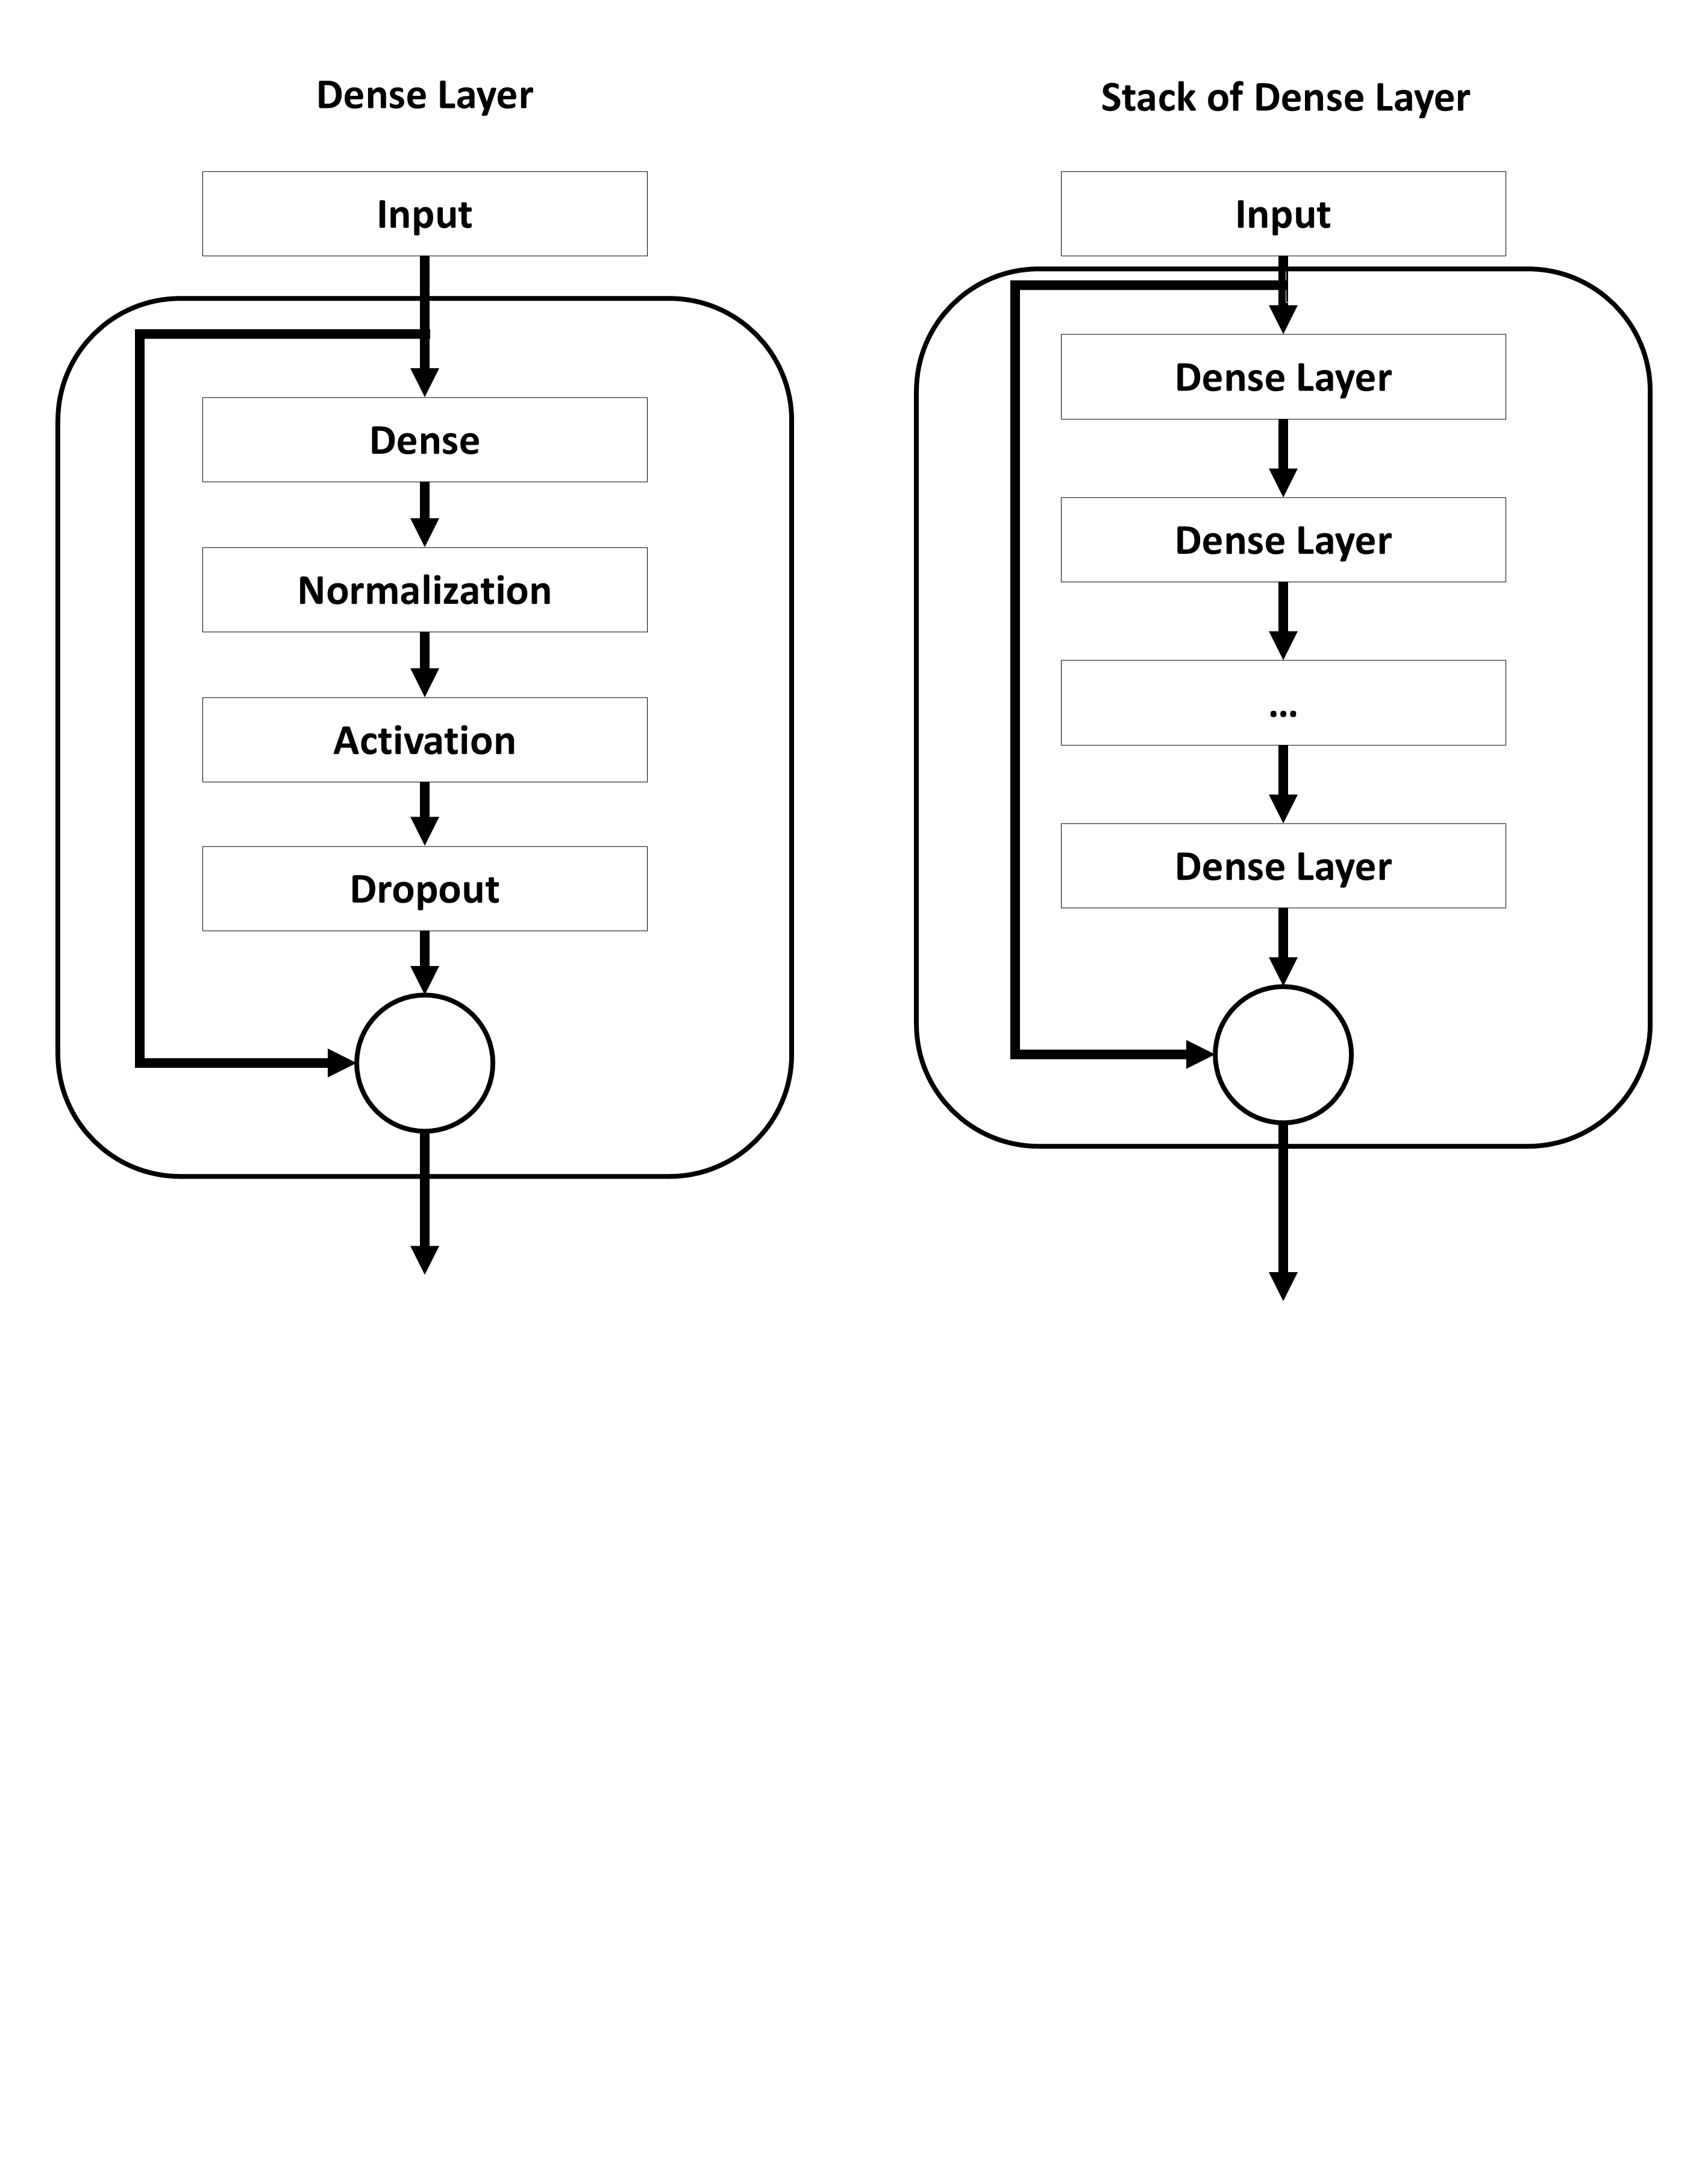 Dense Layer
Input
Dense
Normalization
Activation
Dropout
Stack of Dense Layer
Input
Dense Layer
Dense Layer
...
Dense Layer